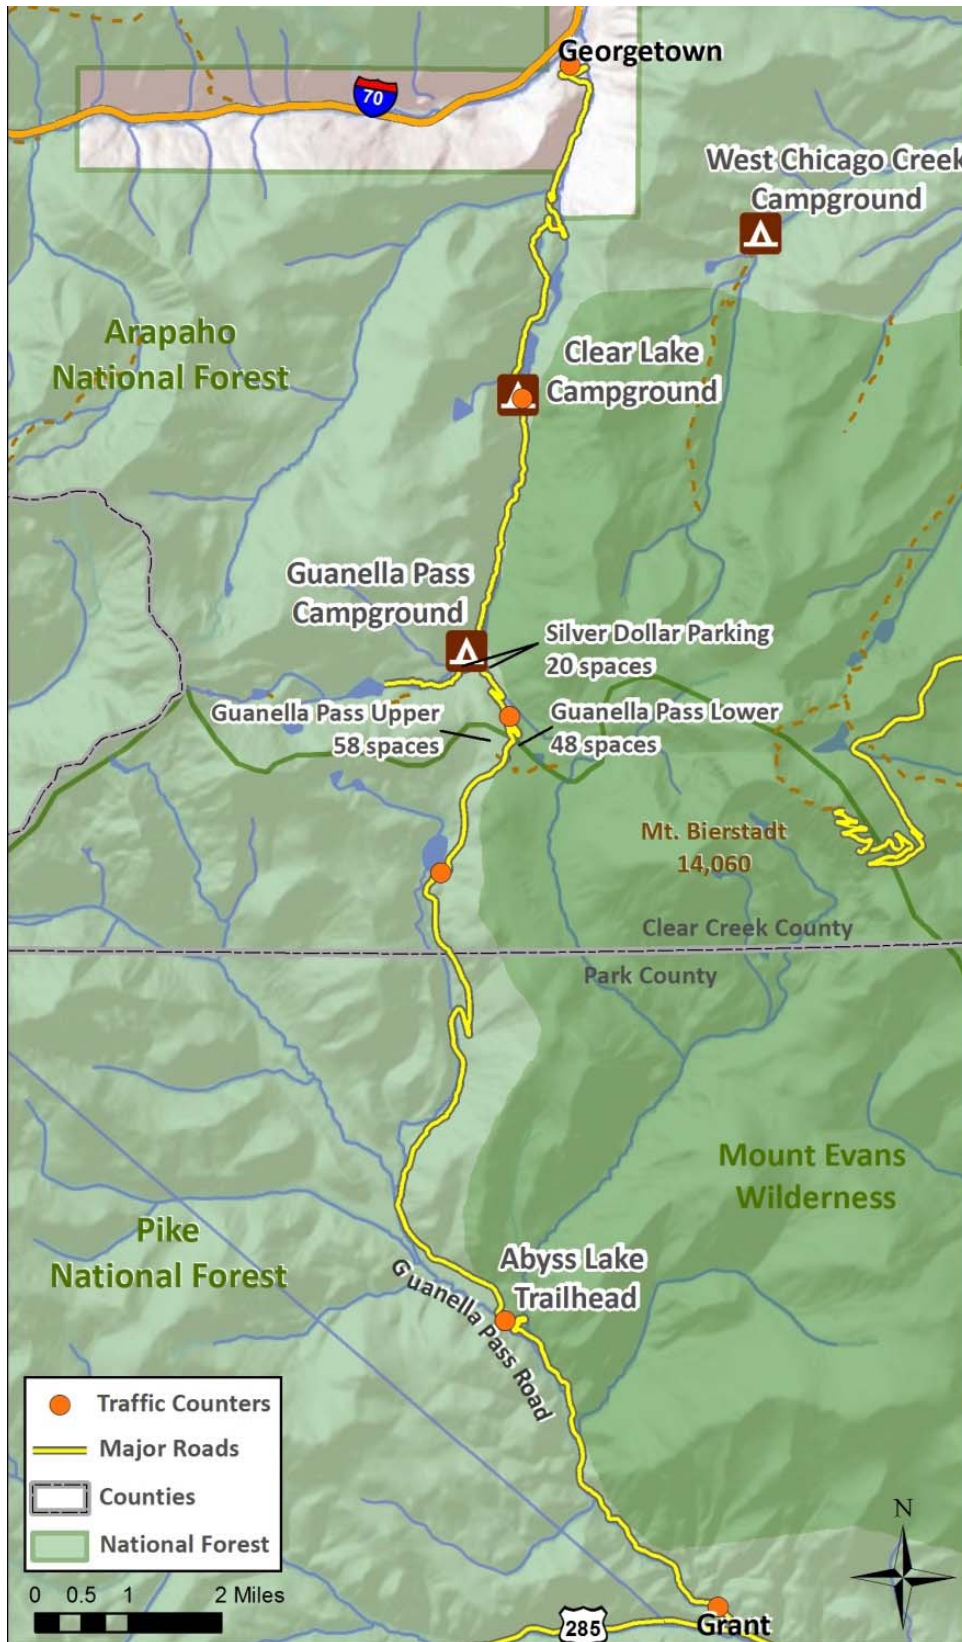 Georgetown
70
West Chicago Creek
Campground
Arapaho
National Forest
Clear Lake
Campground
Guanella Pass
Campground
Silver Dollar Parking
20 spaces
Guanella Pass Upper
58 spaces
Guanella Pass Lower
48 spaces
Mt. Bierstadt
14,060
Clear Creek County
Park County
Mount Evans
Wilderness
Pike
National Forest
Abyss Lake
Trailhead
Guanella Pass Road
Traffic Counters
Major Roads
Counties
National Forest
N
0 0.5 1 2 Miles
285
Grant